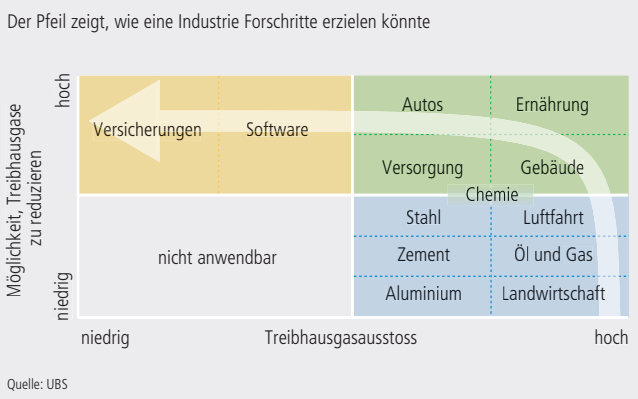 Der Pfeil zeigt, wie eine Industrie Forschritte erzielen könnte
Möglichkeit, Treibhausgase
zu reduzieren
hoch
niedrig
Autos
Ernährung
Versicherungen
Software
Versorgung
Gebäude
Chemie
Stahl
Luftfahrt
nicht anwendbar
Zement
Öl und Gas
Aluminium
Landwirtschaft
niedrig
Treibhausgasausstoss
hoch
Quelle: UBS